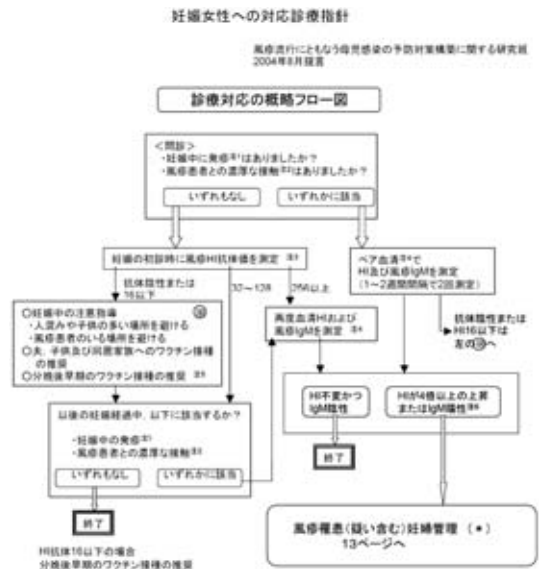 妊娠女性への対応診療指針
風疹流行にともなう母児感染の予防対策構築に関する研究班
2004年8月提言
診療対応の概略フロー図
<問診>
・妊娠中に発疹注1はありましたか?
・風疹患者との濃厚な接触注2はありましたか?
いずれもなし
いずれかに該当
妊娠の初診時に風疹HI抗体値を測定
ペア血清注4で
HI及び風疹IgMを測定
(1~2週間間隔で2回測定)
抗体陰性または
16以下
32~128
256以上
抗体陰性または
HI16以下は
左の
へ
○妊娠中の注意指導
・人混みや子供の多い場所を避ける
・風疹患者のいる場所を避ける
○夫、子供及び同居家族へのワクチン接種
の推奨
○分娩後早期のワクチン接種の推奨
再度血清HIおよび
風疹IgMを測定
HI不変かつ
IgM陰性
HIが4倍以上の上昇
またはIgM陽性
以後の妊娠経過中、以下に該当するか?
・妊娠中の発疹
・風疹患者との濃厚な接触
いずれもなし
いずれかに該当
終了
終了
風疹罹患(疑い含む)妊婦管理 (*)
13ページへ
HI抗体16以下の場合
分娩後早期のワクチン接種の推奨